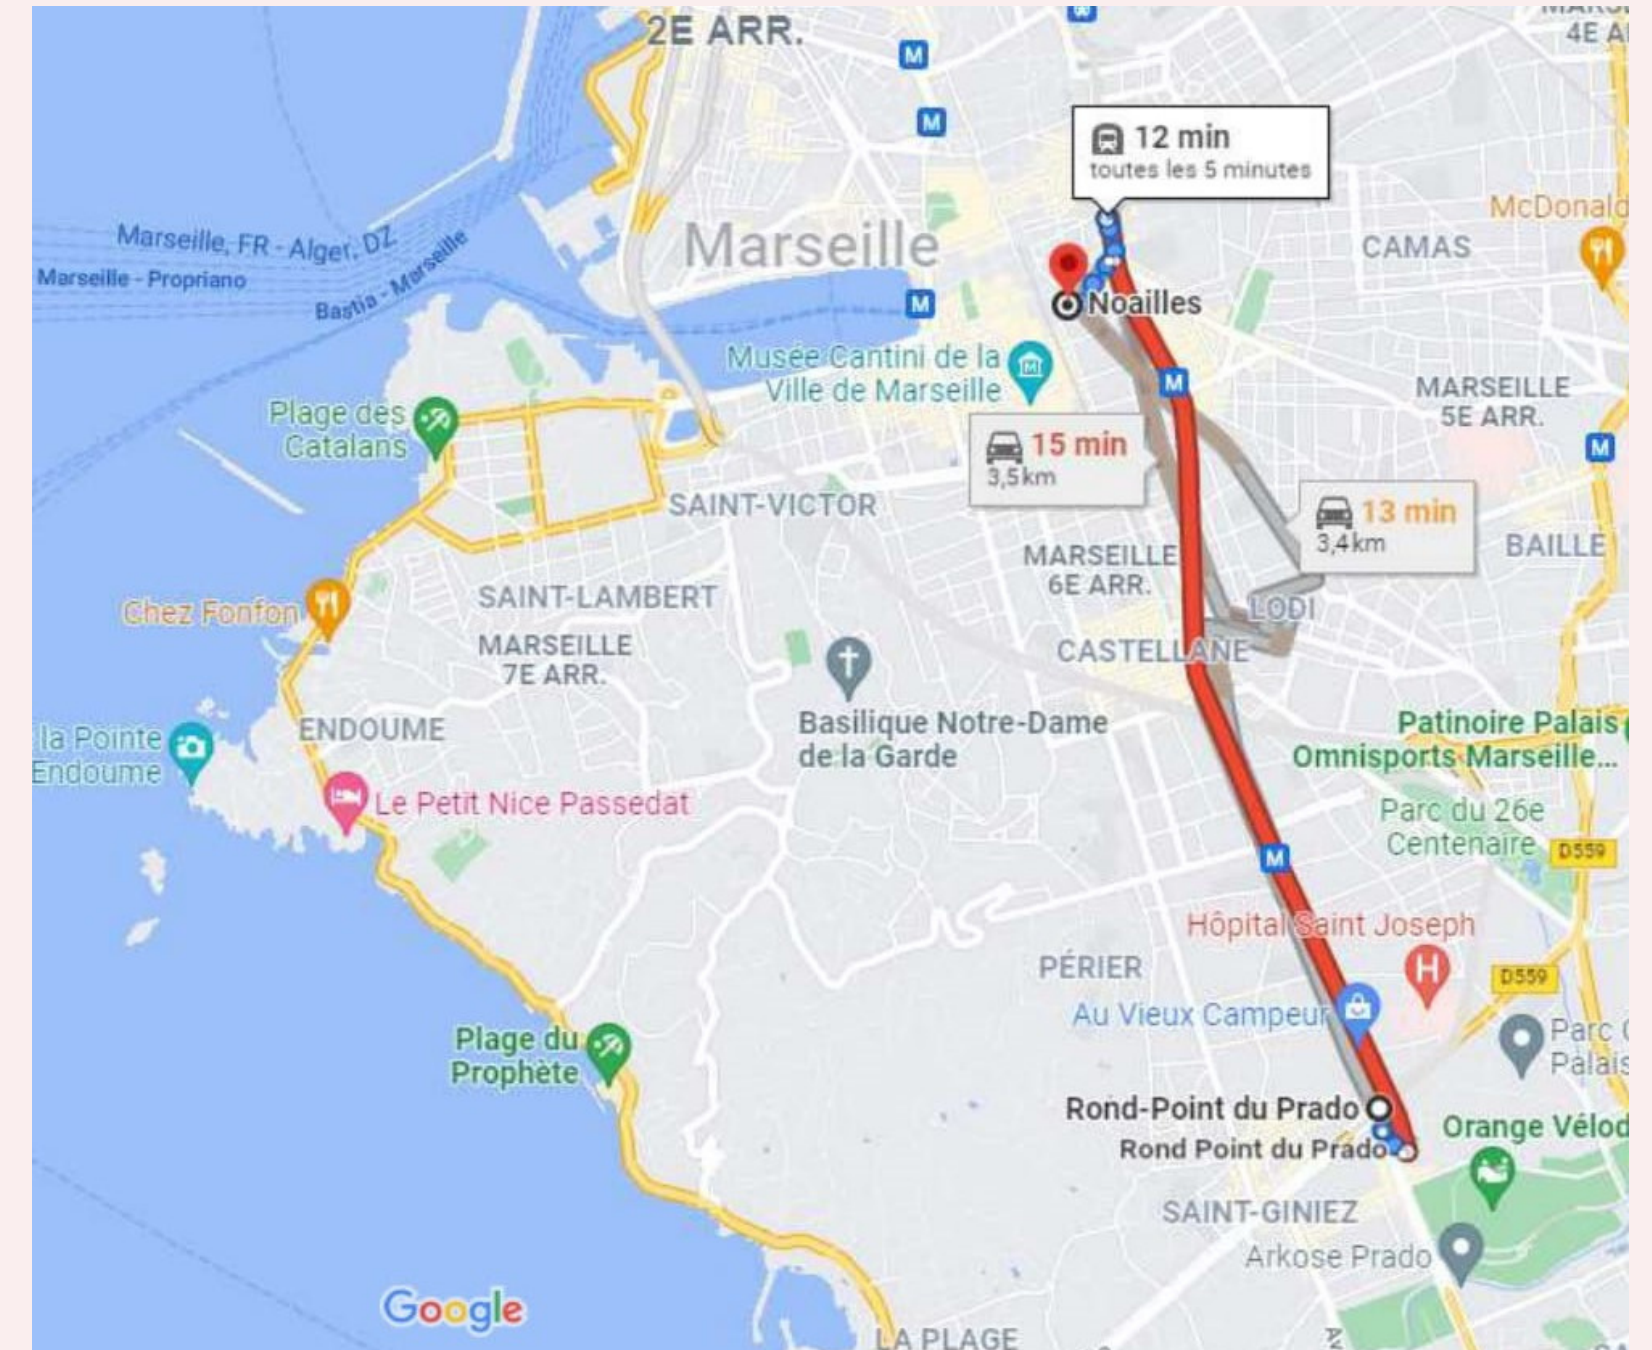 2E ARR.
4E
M
M
12 min
toutes les 5 minutes
McDonald
CAMAS
Marseille, FR - Alger, DZ
Marseille - Propriano
Bastia - Marseille
Marseille
M
Noailles
Musée Cantini de la
Ville de Marseille
M
MARSEILLE
5E ARR.
Plage des
Catalans
15 min
3,5km
M
SAINT-VICTOR
13 min
3,4km
BAILLE
MARSEILLE
6E ARR.
Chez Fonfon
SAINT-LAMBERT
LODI
MARSEILLE
7E ARR.
CASTELLANE
Basilique Notre-Dame
de la Garde
ENDOUME
la Pointe
Endoume
Patinoire Palais
Omnisports Marseille...
Le Petit Nice Passedat
Parc du 26e
Centenaire
D559
M
Hôpital Saint Joseph
H
PÉRIER
D559
Au Vieux Campeur
Parc
Palais
Plage du
Prophète
Rond-Point du Prado
Rond Point du Prado
Orange Vélod
SAINT-GINIEZ
Arkose Prado
Google
LA PLAGE